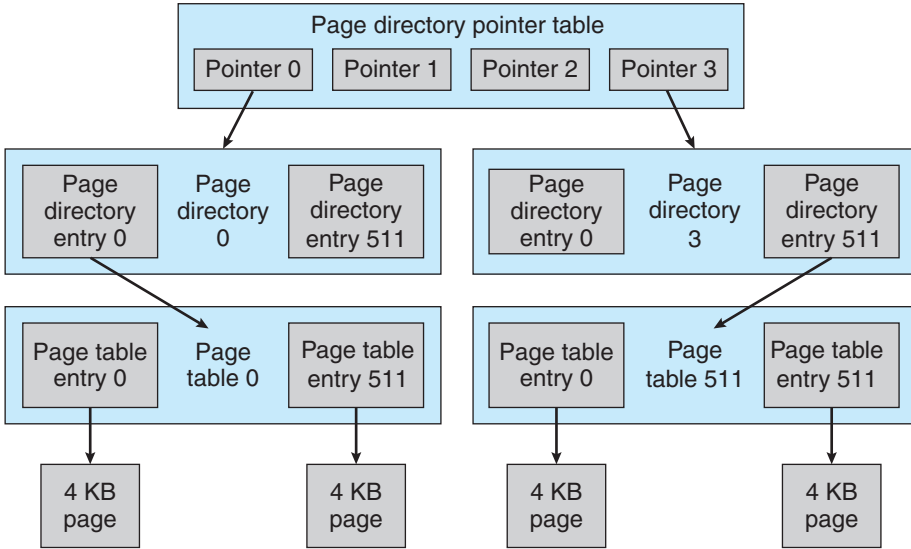 Page directory pointer table
Pointer 0
Pointer 1
Pointer 2
Pointer 3
Page
directory
entry 0
Page
directory
0
Page
directory
entry 511
Page
directory
entry 0
Page
directory
3
Page
directory
entry 511
Page table
entry 0
Page
table 0
Page table
entry 511
Page table
entry 0
Page
table 511
Page table
entry 511
4 KB
page
4 KB
page
4 KB
page
4 KB
page